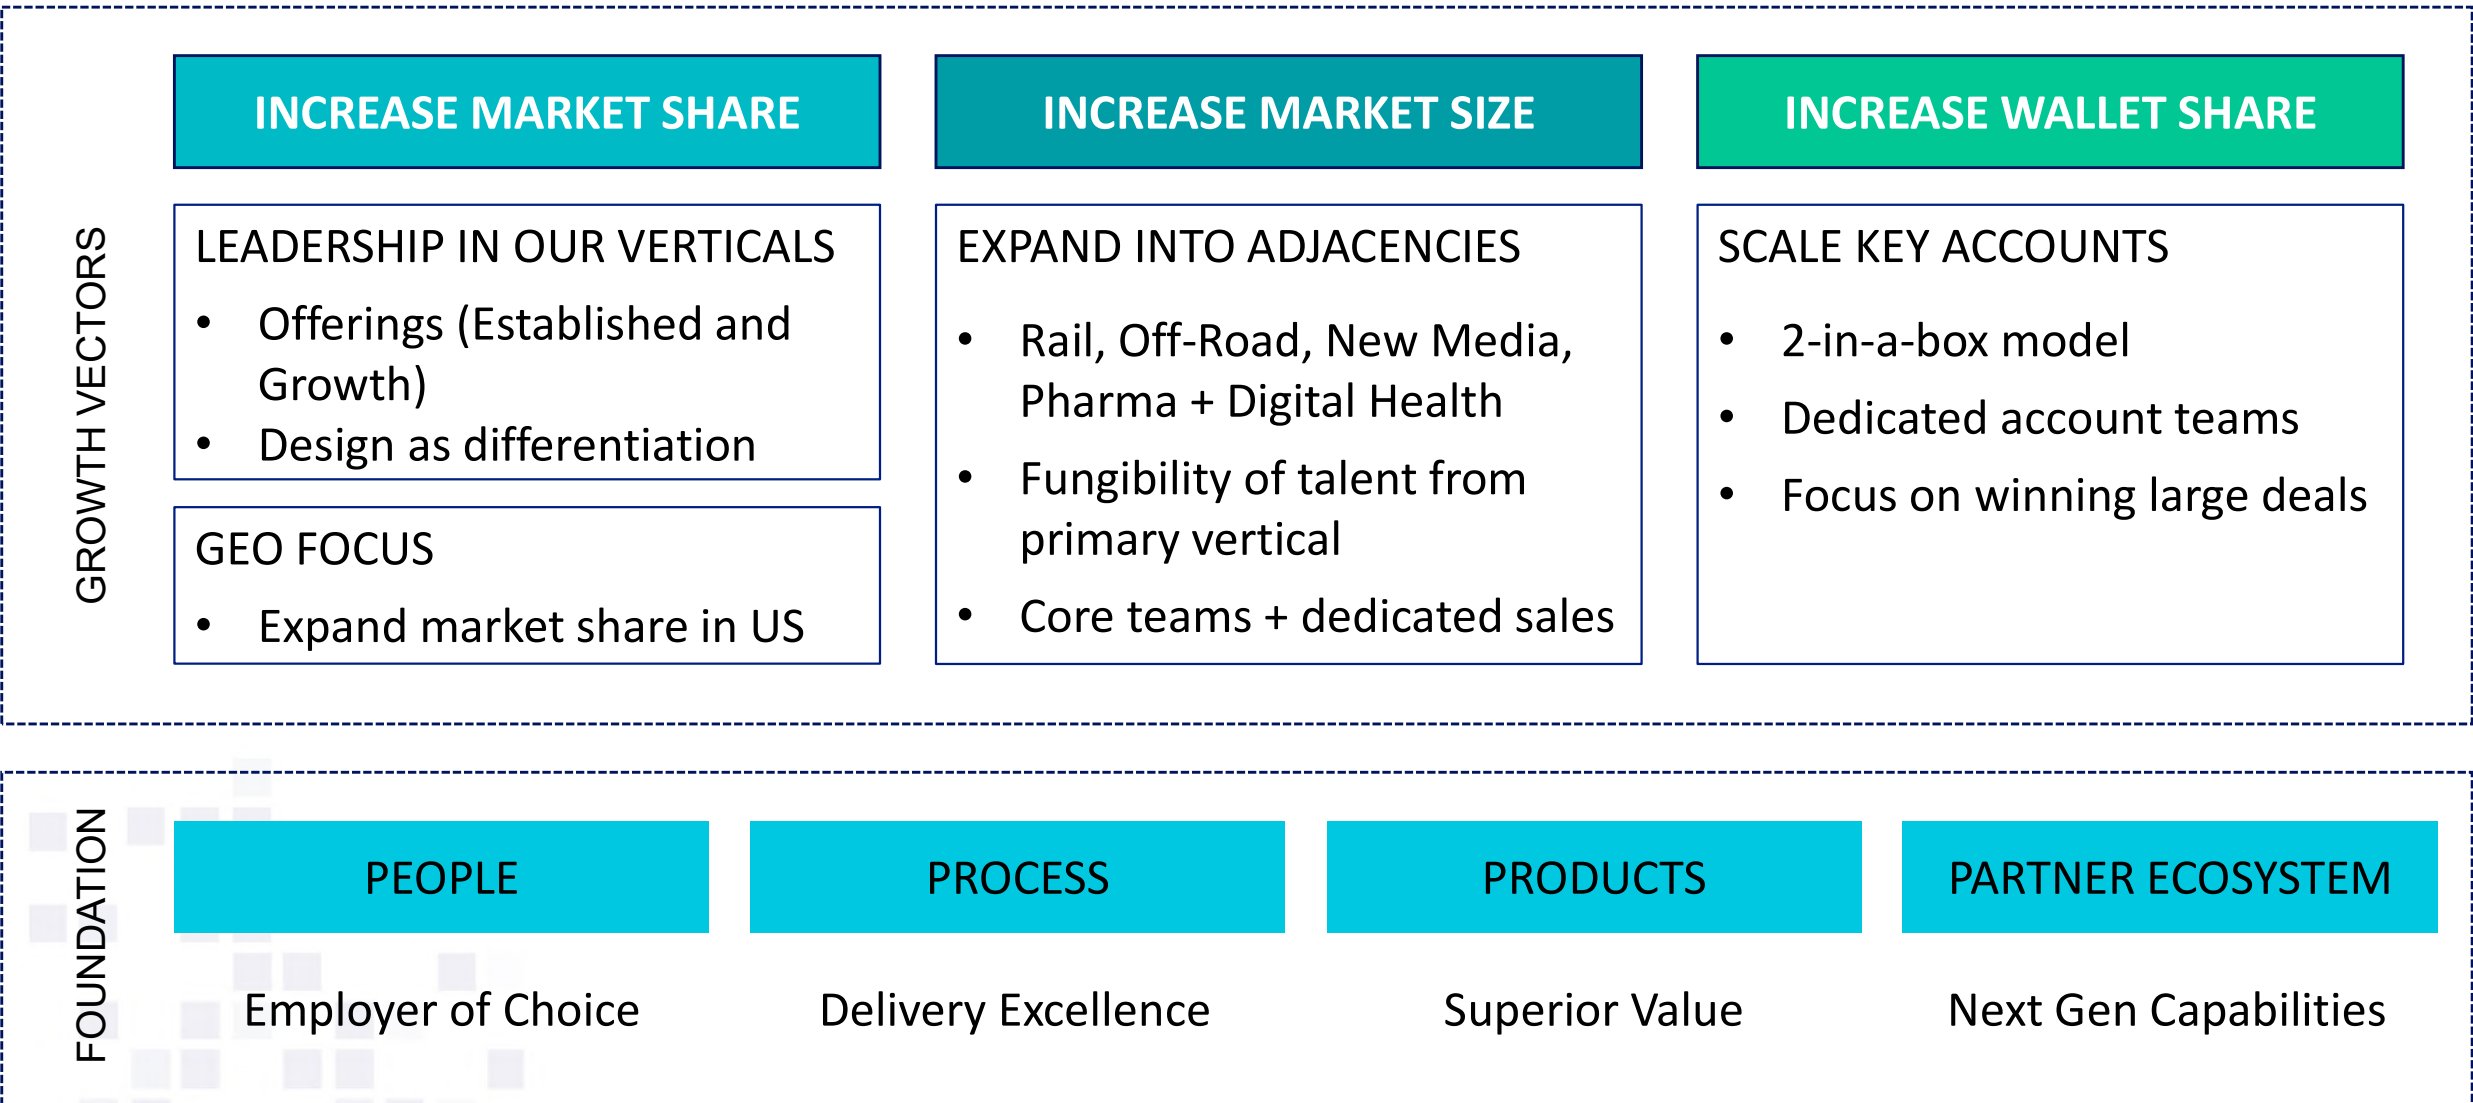 GROWTH VECTORS
INCREASE MARKET SHARE
LEADERSHIP IN OUR VERTICALS
• Offerings (Established and
Growth)
• Design as differentiation
GEO FOCUS
• Expand market share in US
INCREASE MARKET SIZE
EXPAND INTO ADJACENCIES
• Rail, Off-Road, New Media,
Pharma + Digital Health
• Fungibility of talent from
primary vertical
• Core teams + dedicated sales
INCREASE WALLET SHARE
SCALE KEY ACCOUNTS
• 2-in-a-box model
• Dedicated account teams
• Focus on winning large deals
FOUNDATION
PEOPLE
Employer of Choice
PROCESS
Delivery Excellence
PRODUCTS
Superior Value
PARTNER ECOSYSTEM
Next Gen Capabilities